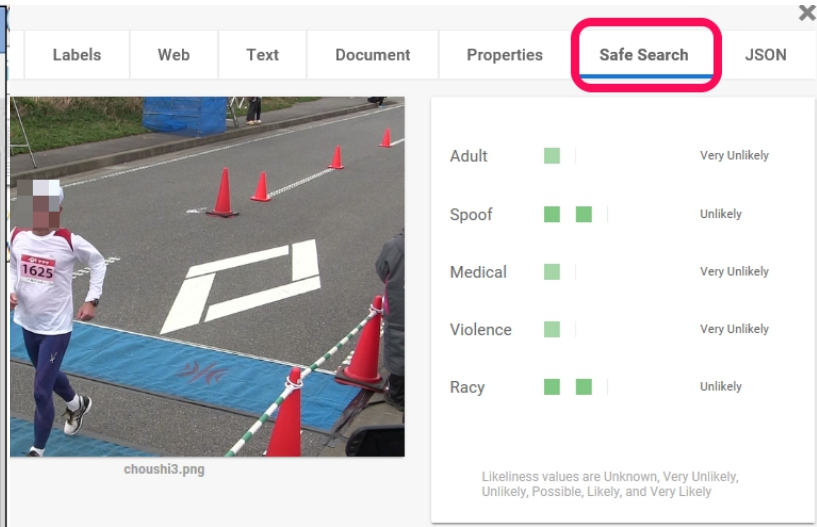 Labels Web Text Document Properties Safe Search JSON
Adult Very Unlikely
Spoof Unlikely
Medical Very Unlikely
Violence Very Unlikely
Racy Unlikely
1625
choushi3.png
Likeliness values are Unknown, Very Unlikely,
Unlikely, Possible, Likely, and Very Likely